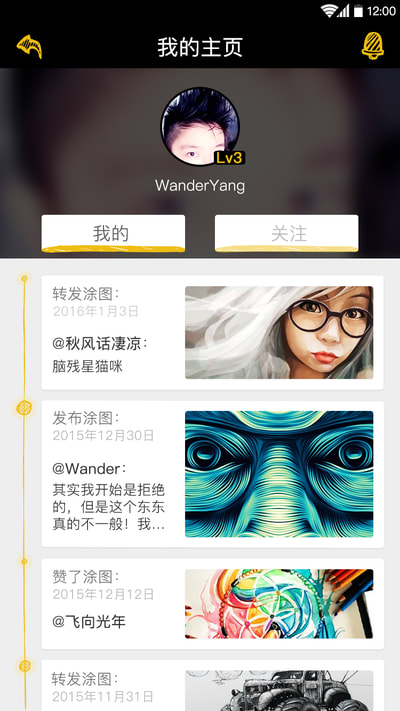 12:00
我的主页
Lv3
WanderYang
我的
关注
转发涂图：
2016年1月3日
@秋风话凄凉：
脑残星猫咪
发布涂图：
2015年12月30日
@Wander：
其实我开始是拒绝
的，但是这个东东
真的不一般！我...
赞了涂图：
2015年12月12日
@飞向光年
转发涂图：
2015年11月31日